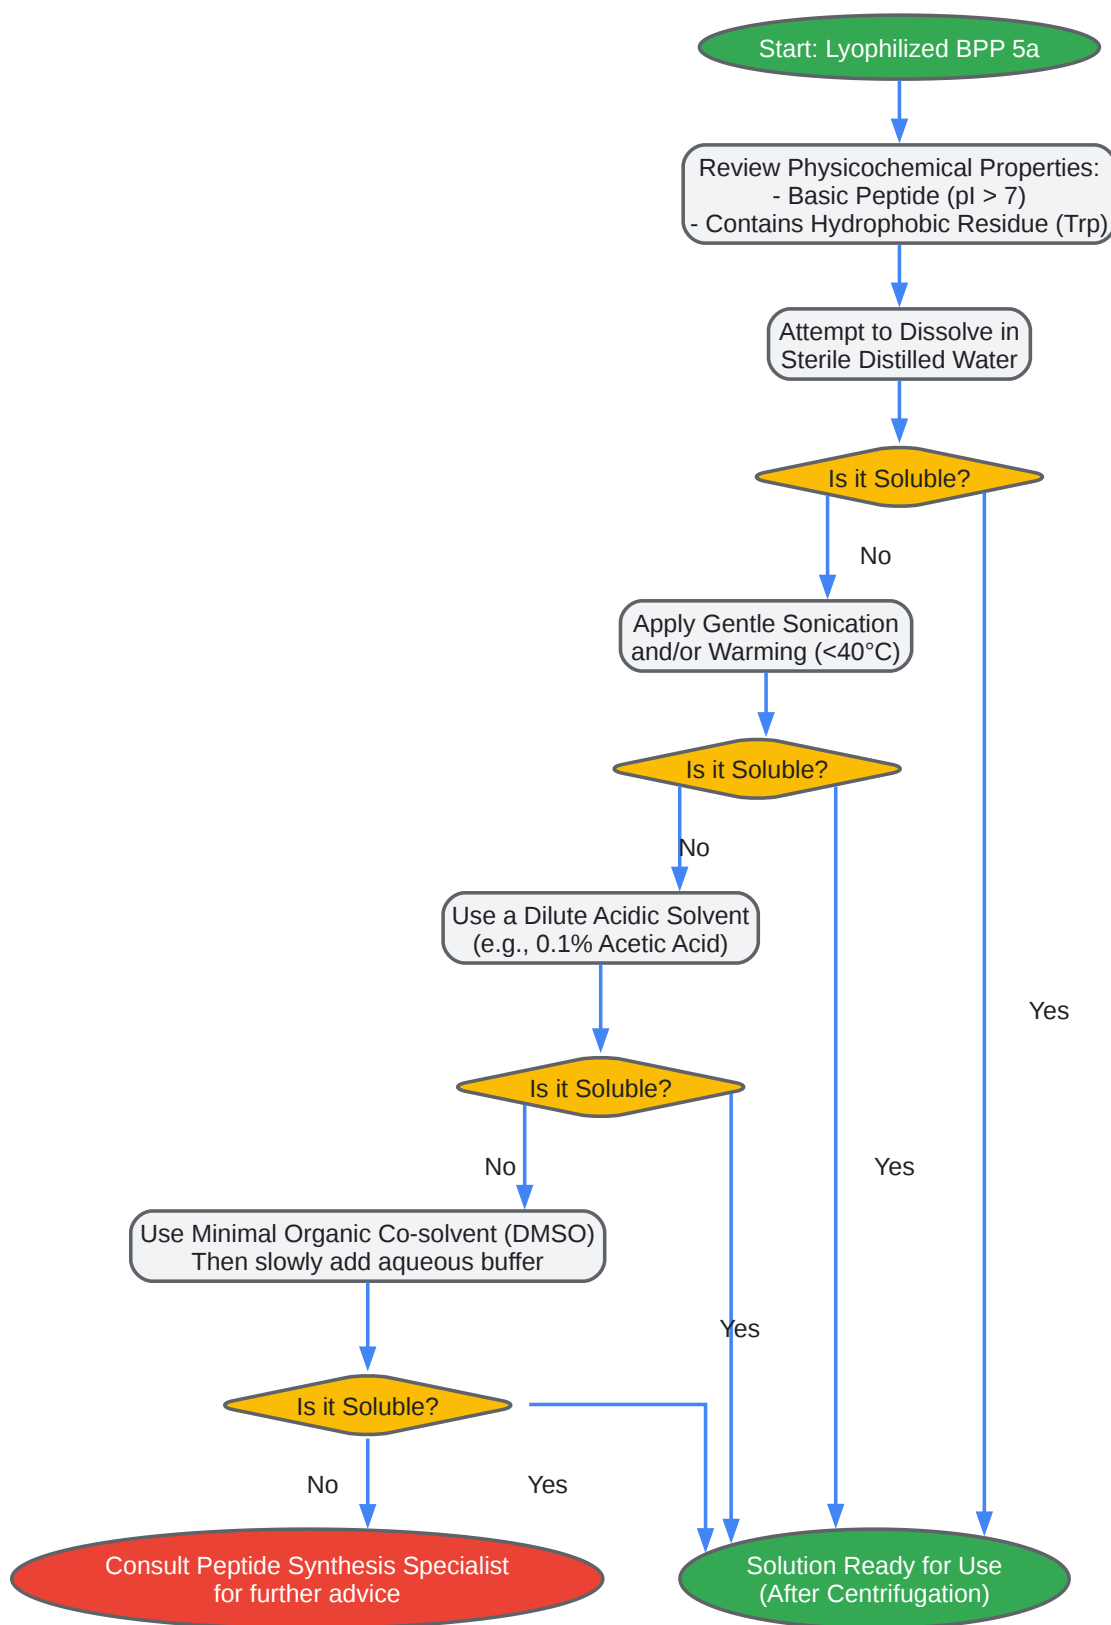 Start: Lyophilized BPP 5a
Review Physicochemical Properties:
- Basic Peptide (pI > 7)
- Contains Hydrophobic Residue (Trp)
Attempt to Dissolve in
Sterile Distilled Water
Is it Soluble?
No
Apply Gentle Sonication
and/or Warming (<40°C)
Is it Soluble?
No
Use a Dilute Acidic Solvent
(e.g., 0.1% Acetic Acid)
Yes
Is it Soluble?
No
Yes
Use Minimal Organic Co-solvent (DMSO)
Then slowly add aqueous buffer
Yes
Is it Soluble?
No
Yes
Consult Peptide Synthesis Specialist
for further advice
Solution Ready for Use
(After Centrifugation)